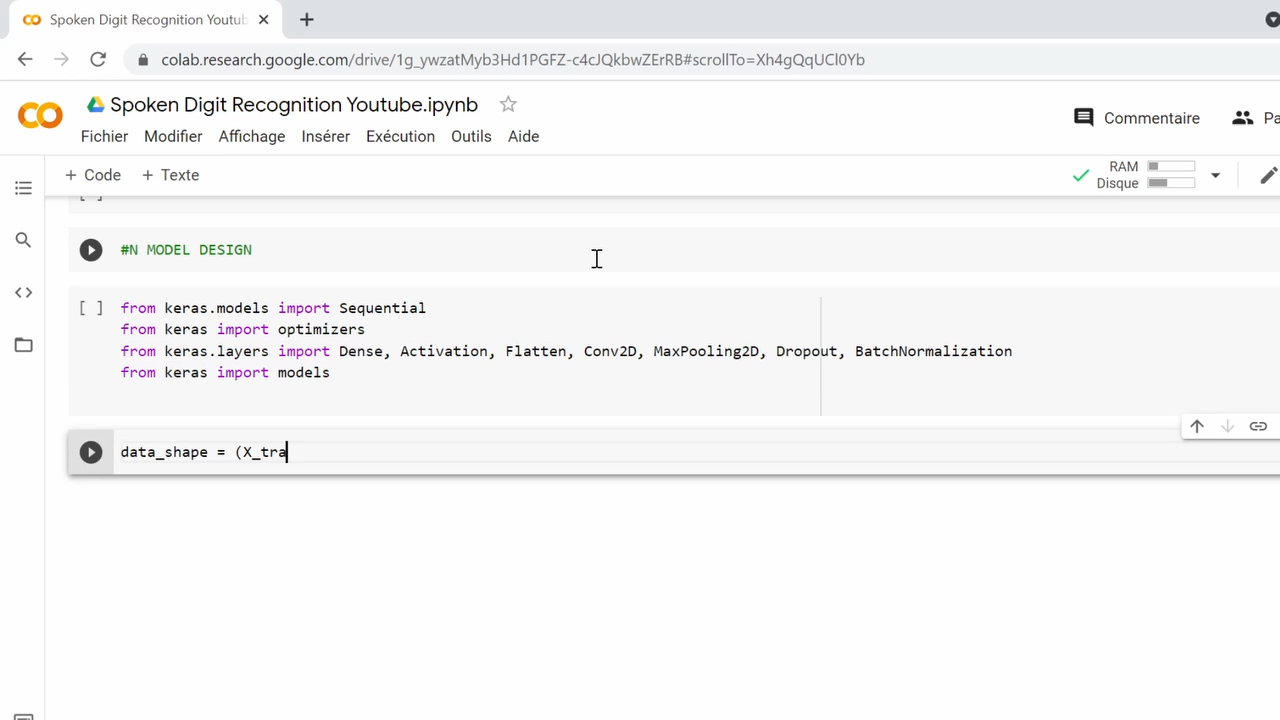 Spoken Digit Recognition Youtub
colab.research.google.com/drive/1g_ywzatMyb3Hd1PGFZ-c4cJQkbwZErRB#scrollTo=Xh4gQqUCl0Yb
Spoken Digit Recognition Youtube.ipynb
Commentaire
Pa
Fichier Modifier Affichage Insérer Exécution Outils Aide
+ Code + Texte
RAM
Disque
[ ]
#N MODEL DESIGN
[ ] from keras.models import Sequential
from keras import optimizers
from keras.layers import Dense, Activation, Flatten, Conv2D, MaxPooling2D, Dropout, BatchNormalization
from keras import models
data_shape = (X_tra